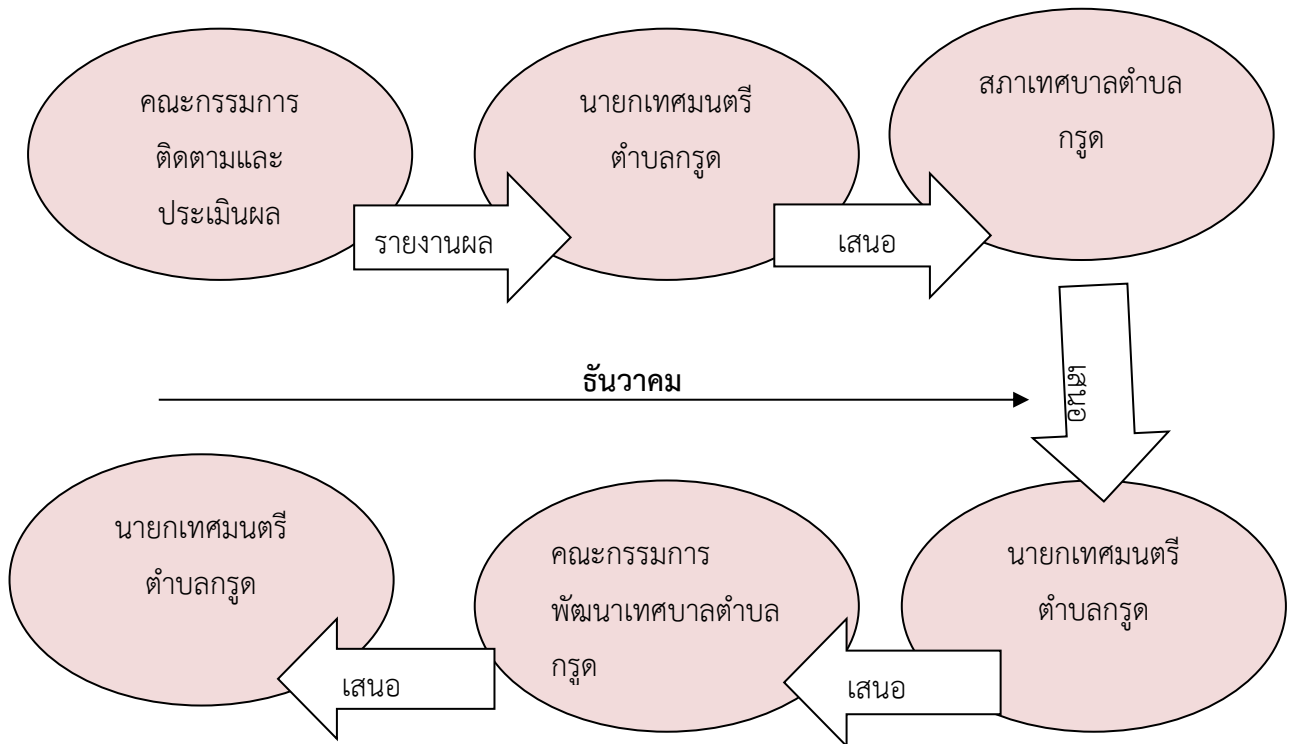 คณะกรรมการ
ติดตามและ
ประเมินผล
รายงานผล
นายกเทศมนตรี
ตำบลกรูด
เสนอ
สภาเทศบาลตำบล
กรูด
เสนอ
ธันวาคม
นายกเทศมนตรี
ตำบลกรูด
เสนอ
คณะกรรมการ
พัฒนาเทศบาลตำบล
กรูด
เสนอ
นายกเทศมนตรี
ตำบลกรูด